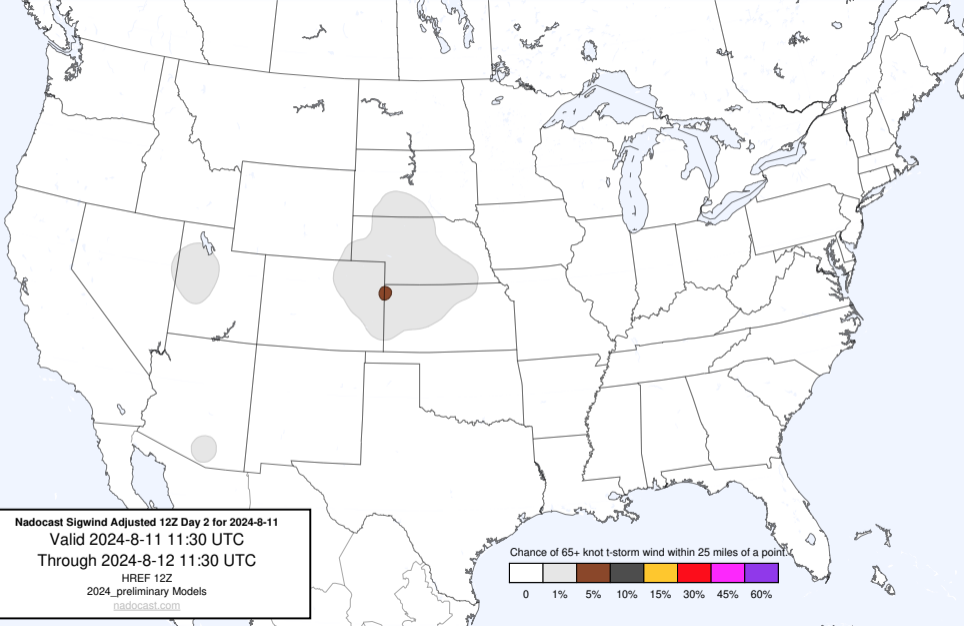 Nadocast Sigwind Adjusted 12Z Day 2 for 2024-8-11
Valid 2024-8-11 11:30 UTC
Through 2024-8-12 11:30 UTC
HREF 12Z
2024_preliminary Models
nadocast.com
Chance of 65+ knot t-storm wind within 25 miles of a point.
0 1% 5% 10% 15% 30% 45% 60%